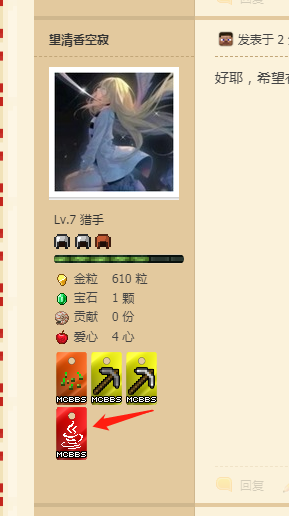 回复
望清香空寂
发表于 2
好耶，希望
Lv.7 猎手
金粒 610 粒
宝石 1 颗
贡献 0 份
爱心 4 心
MCBBS MCBBS MCBBS
MCBBS
回复